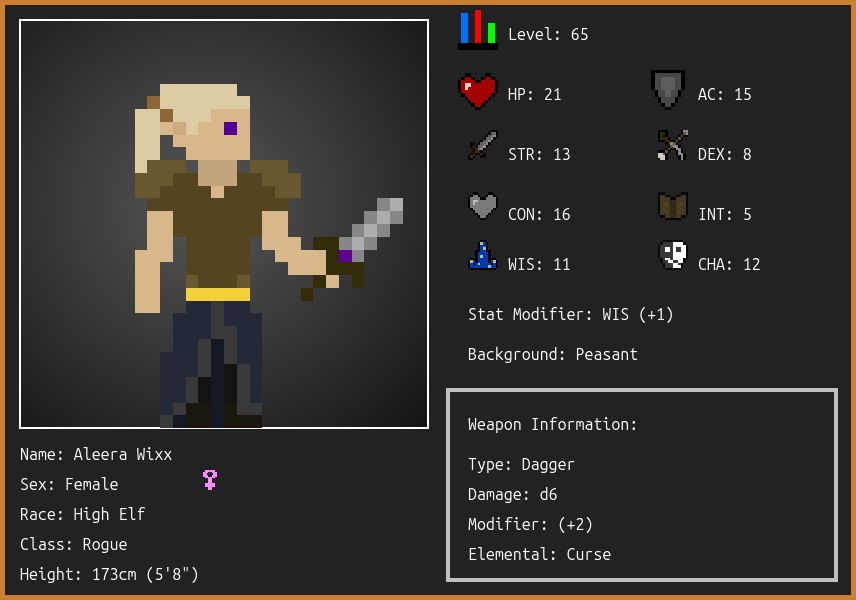 Level: 65
HP: 21
AC: 15
STR: 13
DEX: 8
CON: 16
INT: 5
WIS: 11
CHA: 12
Stat Modifier: WIS (+1)
Background: Peasant
Weapon Information:
Type: Dagger
Damage: d6
Modifier: (+2)
Elemental: Curse
Name: Aleera Wixx
Sex: Female
Race: High Elf
Class: Rogue
Height: 173cm (5'8")